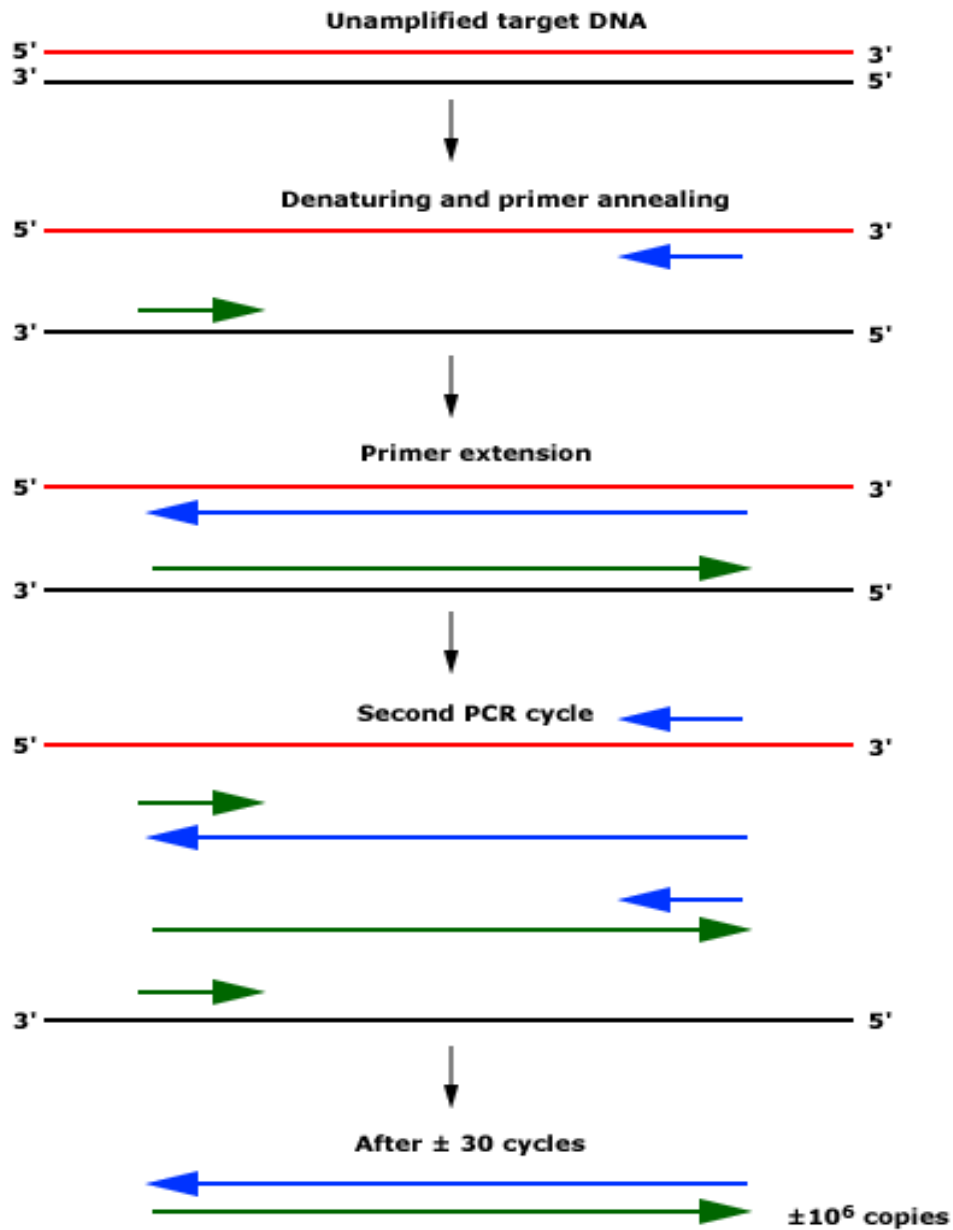 Unamplified target DNA
5' 3'
3' 5'
Denaturing and primer annealing
5' 3'
3' 5'
Primer extension
5' 3'
3' 5'
Second PCR cycle
5' 3'
3' 5'
After ± 30 cycles
±10⁶ copies